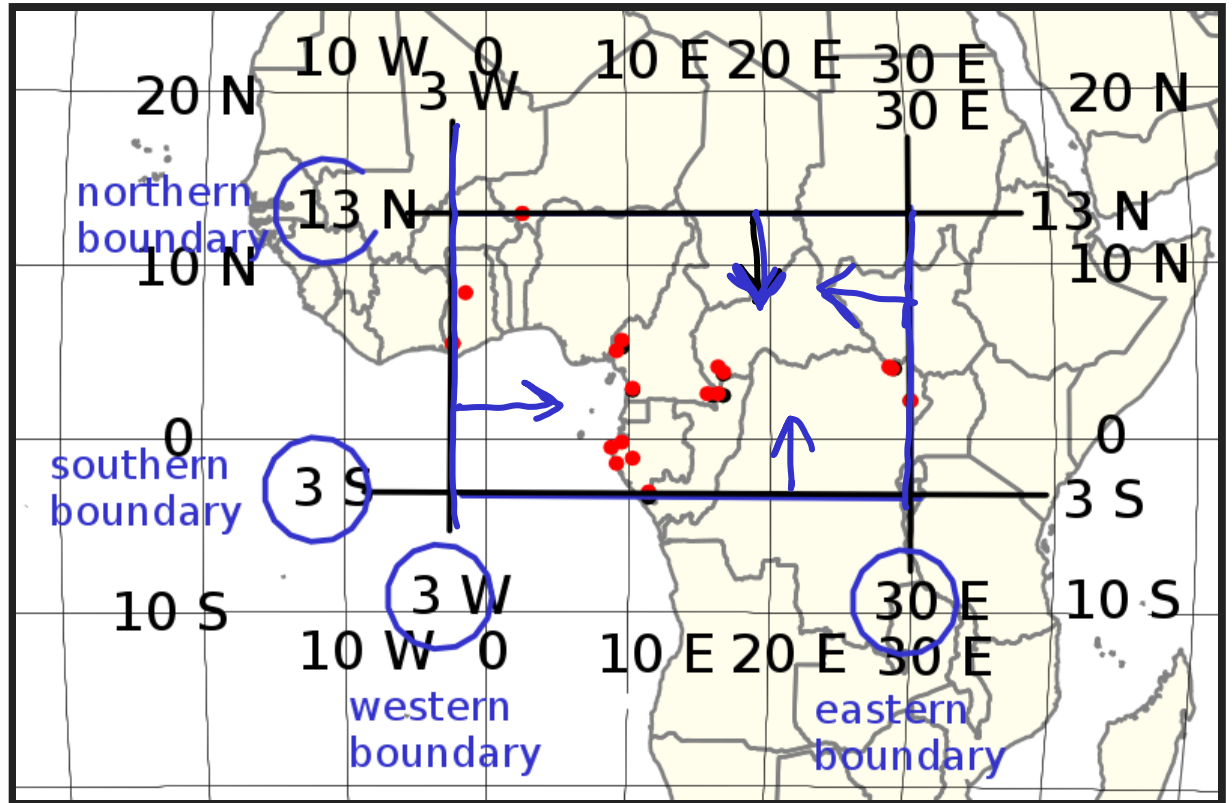 10 W 0 10 E 20 E 30 E
20 N 3 W 30 E 20 N
northern
boundary
13 N 13 N
10 N 10 N
0 0
southern
boundary
3 S 3 S
3 W 30 E
10 S 10 S
10 W 0 10 E 20 E 30 E
western
boundary
eastern
boundary